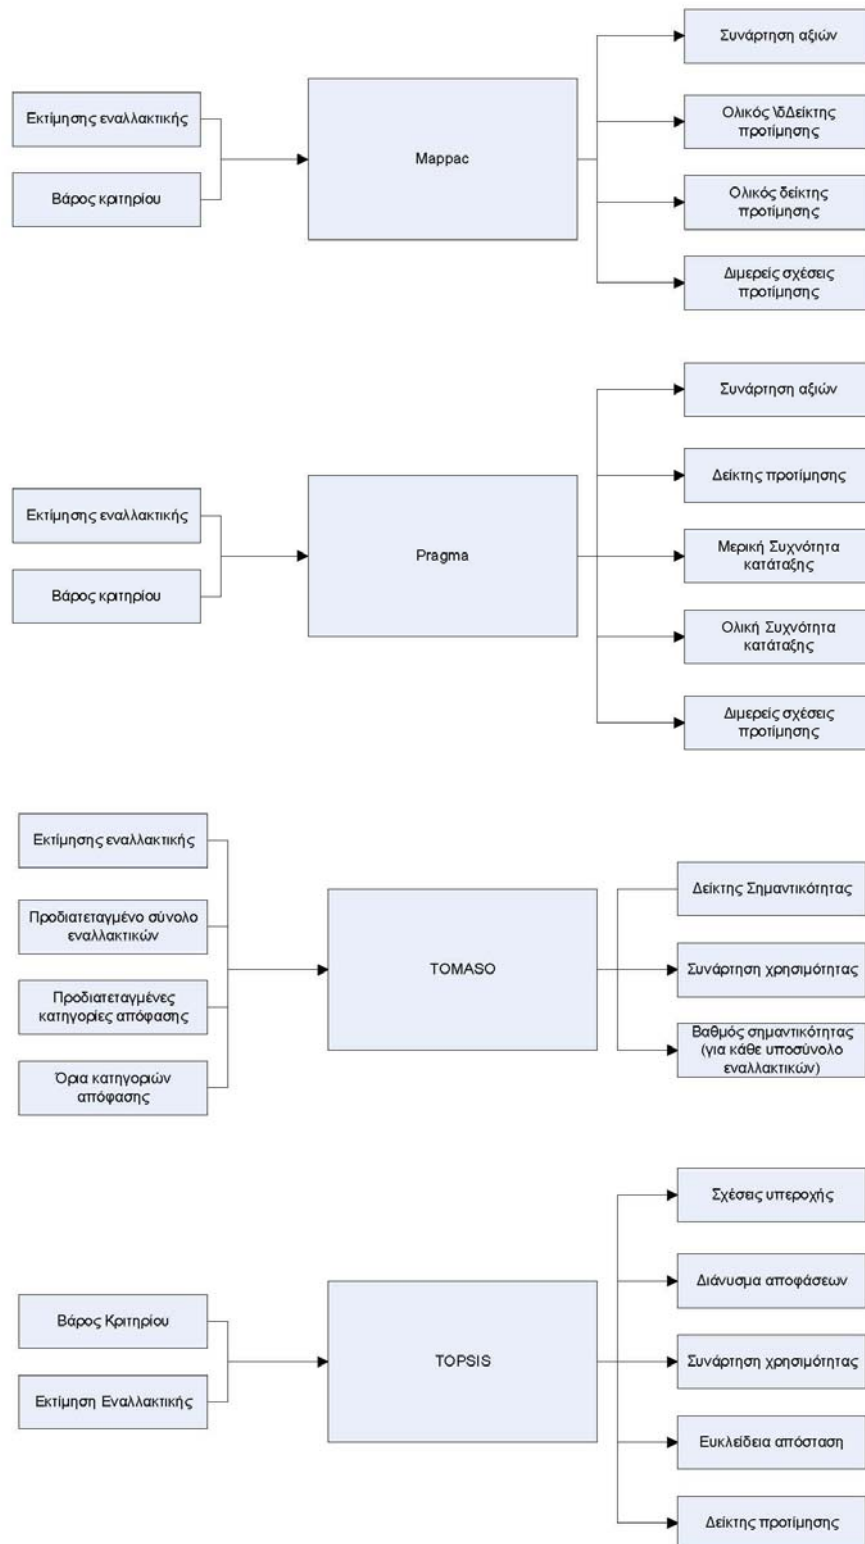 Συνάρτηση αξιών
Εκτίμησης εναλλακτικής
Βάρος κριτηρίου
Mappac
Ολικός \δΔείκτης
προτίμησης
Ολικός δείκτης
προτίμησης
Διμερείς σχέσεις
προτίμησης
Εκτίμησης εναλλακτικής
Βάρος κριτηρίου
Pragma
Συνάρτηση αξιών
Δείκτης προτίμησης
Μερική Συχνότητα
κατάταξης
Ολική Συχνότητα
κατάταξης
Διμερείς σχέσεις
προτίμησης
Εκτίμησης εναλλακτικής
Προδιατεταγμένο σύνολο
εναλλακτικών
Προδιατεταγμένες
κατηγορίες απόφασης
Όρια κατηγοριών
απόφασης
TOMASO
Δείκτης Σημαντικότητας
Συνάρτηση χρησιμότητας
Βαθμός σημαντικότητας
(για κάθε υποσύνολο
εναλλακτικών)
Βάρος Κριτηρίου
Εκτίμηση Εναλλακτικής
TOPSIS
Σχέσεις υπεροχής
Διάνυσμα αποφάσεων
Συνάρτηση χρησιμότητας
Ευκλείδεια απόσταση
Δείκτης προτίμησης